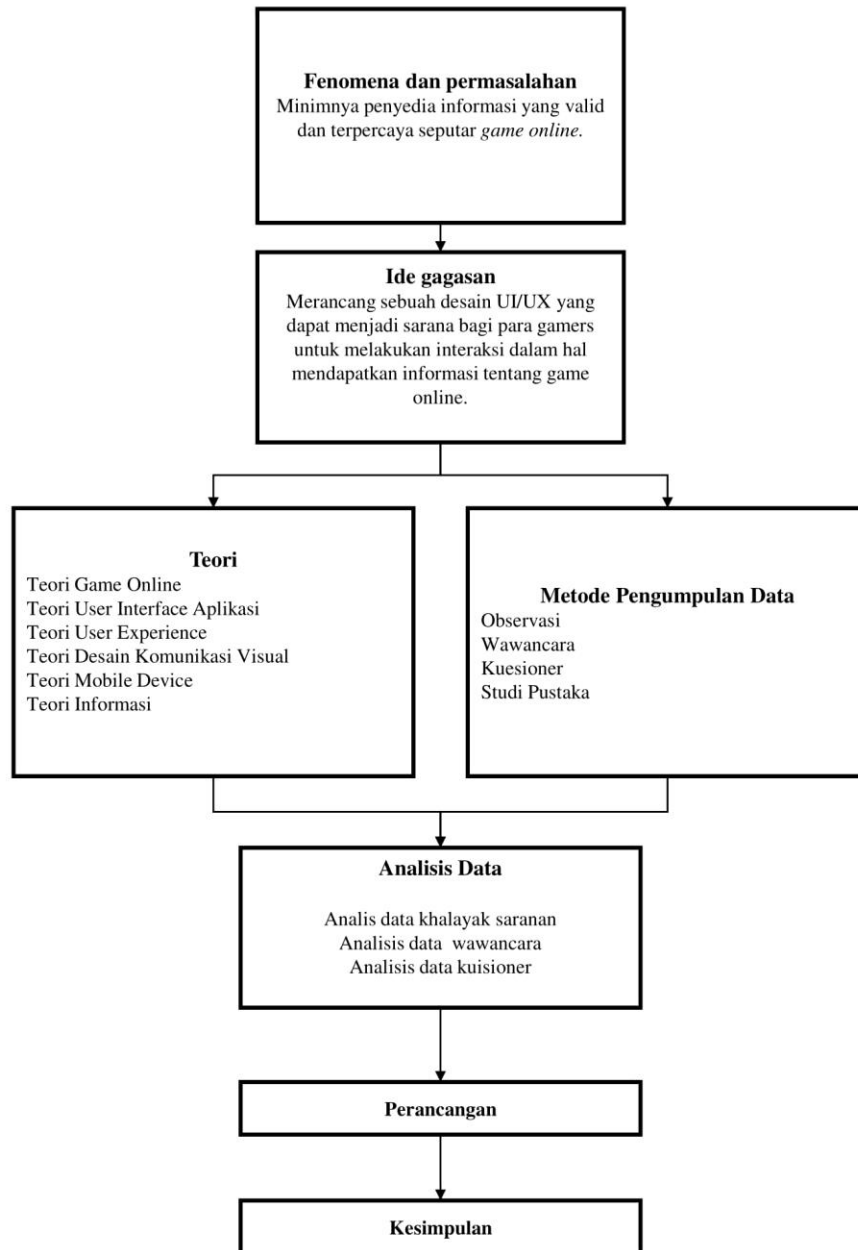 Fenomena dan permasalahan
Minimnya penyedia informasi yang valid
dan terpercaya seputar game online.
Ide gagasan
Merancang sebuah desain UI/UX yang
dapat menjadi sarana bagi para gamers
untuk melakukan interaksi dalam hal
mendapatkan informasi tentang game
online.
Teori
Teori Game Online
Teori User Interface Aplikasi
Teori User Experience
Teori Desain Komunikasi Visual
Teori Mobile Device
Teori Informasi
Metode Pengumpulan Data
Observasi
Wawancara
Kuesioner
Studi Pustaka
Analisis Data
Analis data khalayak saranan
Analisis data wawancara
Analisis data kuisioner
Perancangan
Kesimpulan